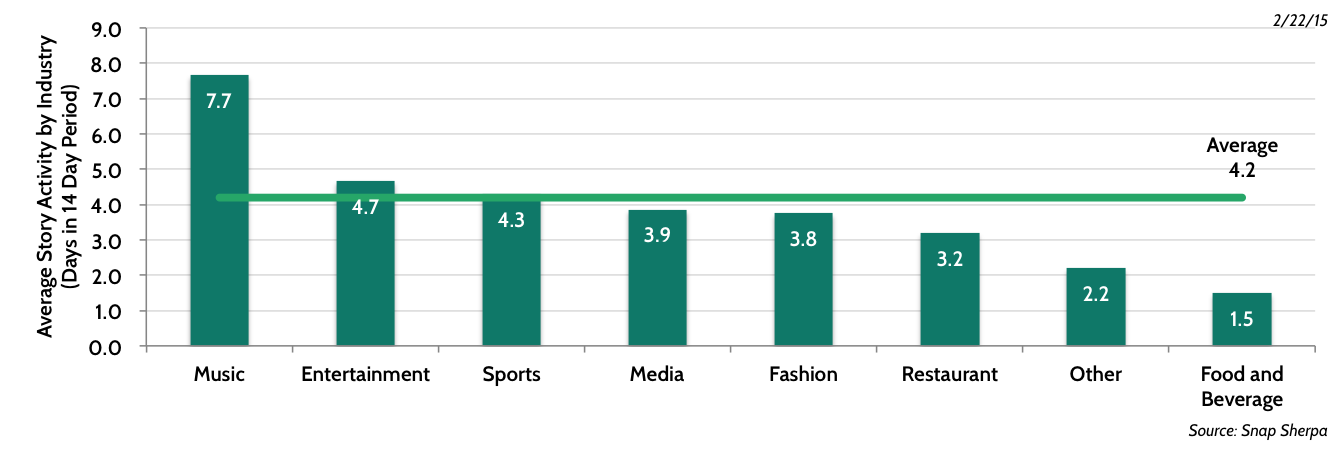 2/22/15
Average Story Activity by Industry
(Days in 14 Day Period)
9.0
8.0
7.0
6.0
5.0
4.0
3.0
2.0
1.0
0.0
7.7
4.7
4.3
3.9
3.8
3.2
2.2
1.5
Average
4.2
Music
Entertainment
Sports
Media
Fashion
Restaurant
Other
Food and
Beverage
Source: Snap Sherpa